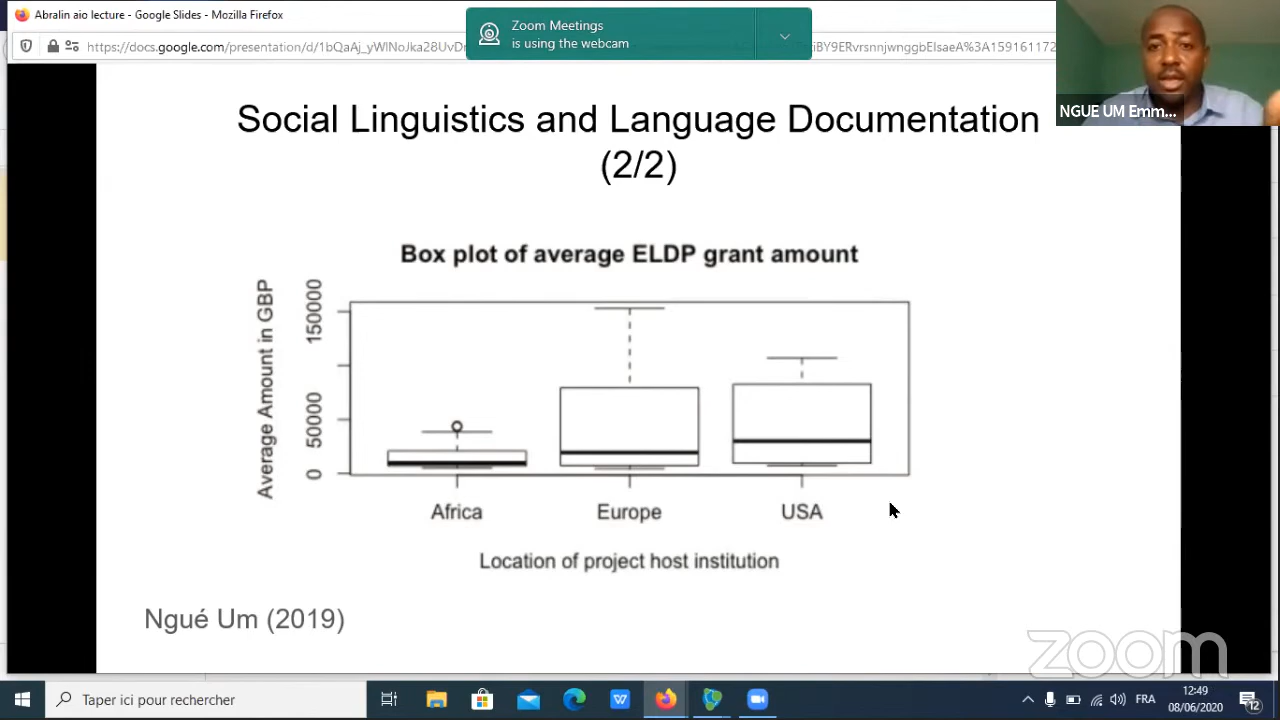 Abralin aio lecture - Google Slides - Mozilla Firefox
Zoom Meetings
is using the webcam
NGUE UM Emm...
Social Linguistics and Language Documentation
(2/2)
Box plot of average ELDP grant amount
Average Amount in GBP
150000
50000
0
Africa
Europe
USA
Location of project host institution
Ngué Um (2019)
zoom
Taper ici pour rechercher
FRA
12:49
08/06/2020
12